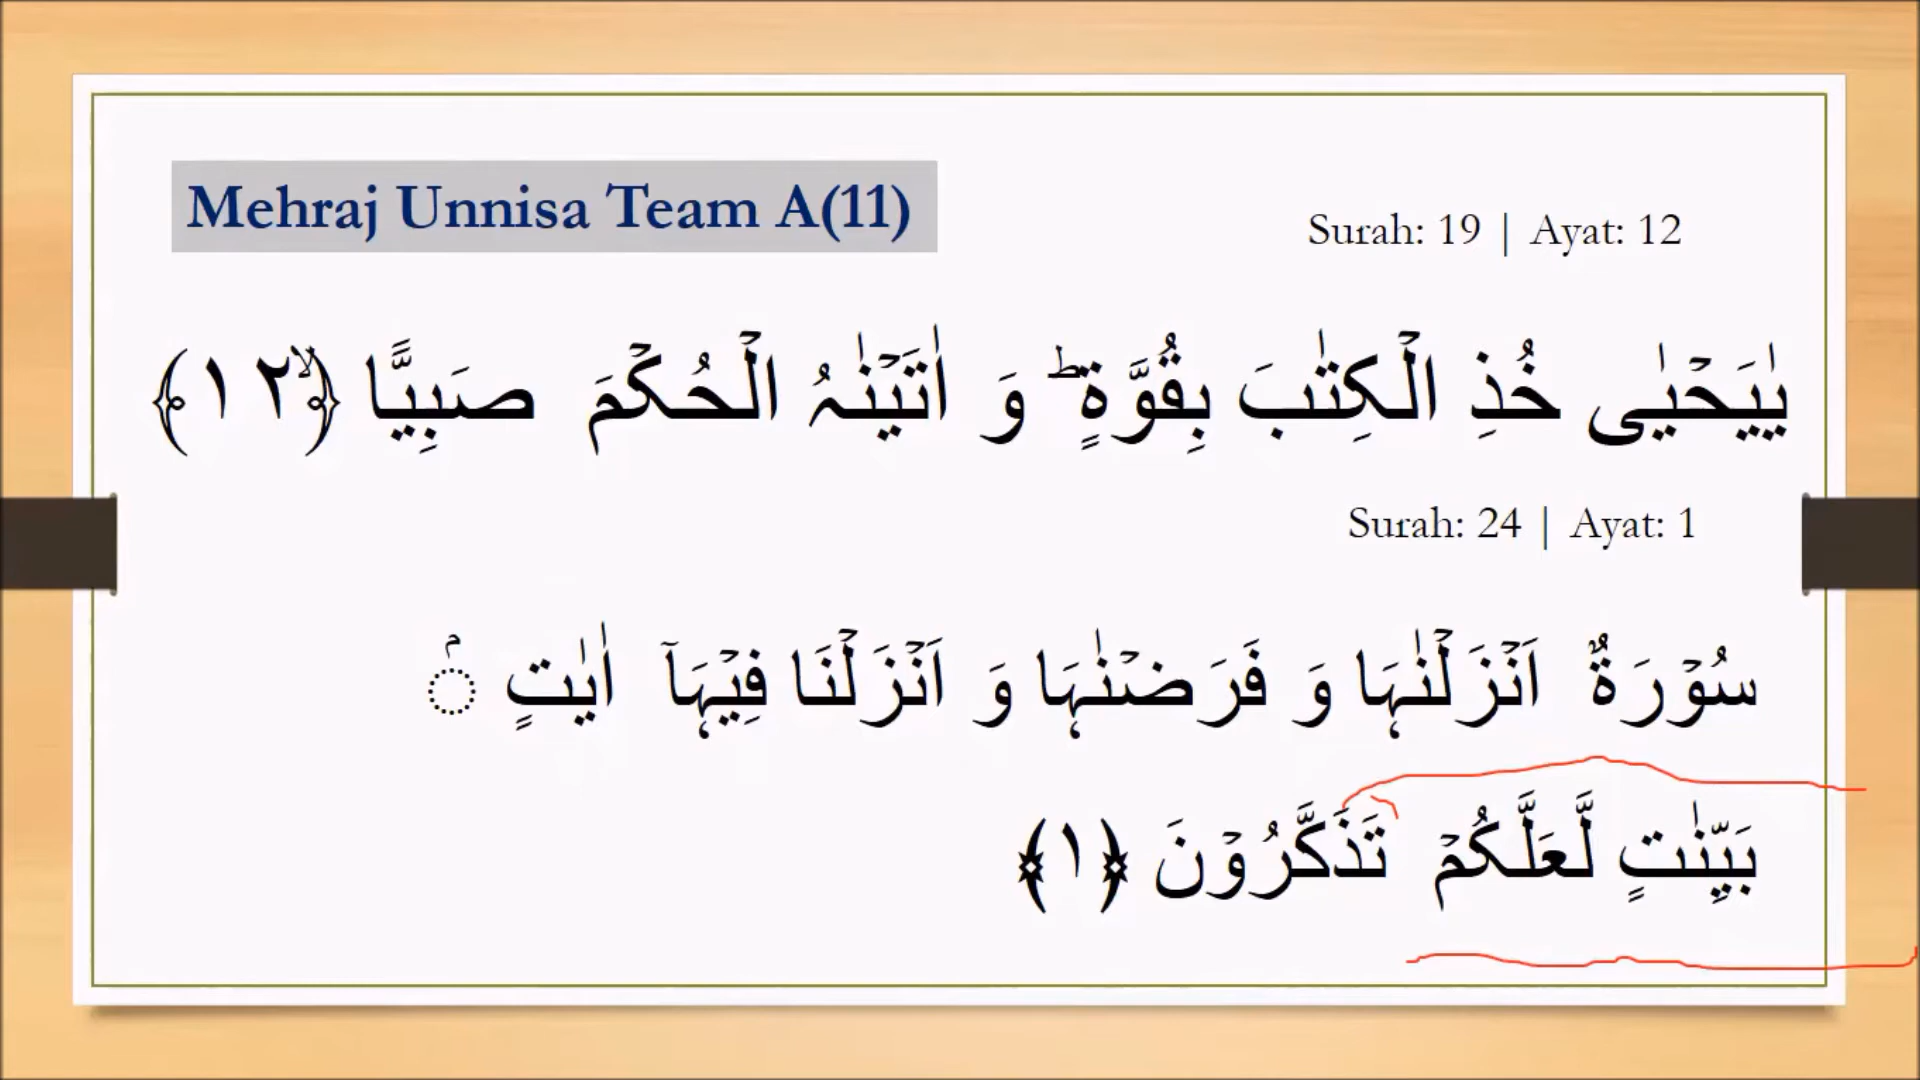 Mehraj Unnisa Team A(11)
Surah: 19 | Ayat: 12
یٰیَحۡیٰی خُذِ الۡکِتٰبَ بِقُوَّۃٍ ؕ وَ اٰتَیۡنٰہُ الۡحُکۡمَ صَبِیًّا ﴿ۙ۱۲﴾
Surah: 24 | Ayat: 1
سُوۡرَۃٌ اَنۡزَلۡنٰہَا وَ فَرَضۡنٰہَا وَ اَنۡزَلۡنَا فِیۡہَاۤ اٰیٰتٍۭ
بَیِّنٰتٍ لَّعَلَّکُمۡ تَذَکَّرُوۡنَ ﴿۱﴾